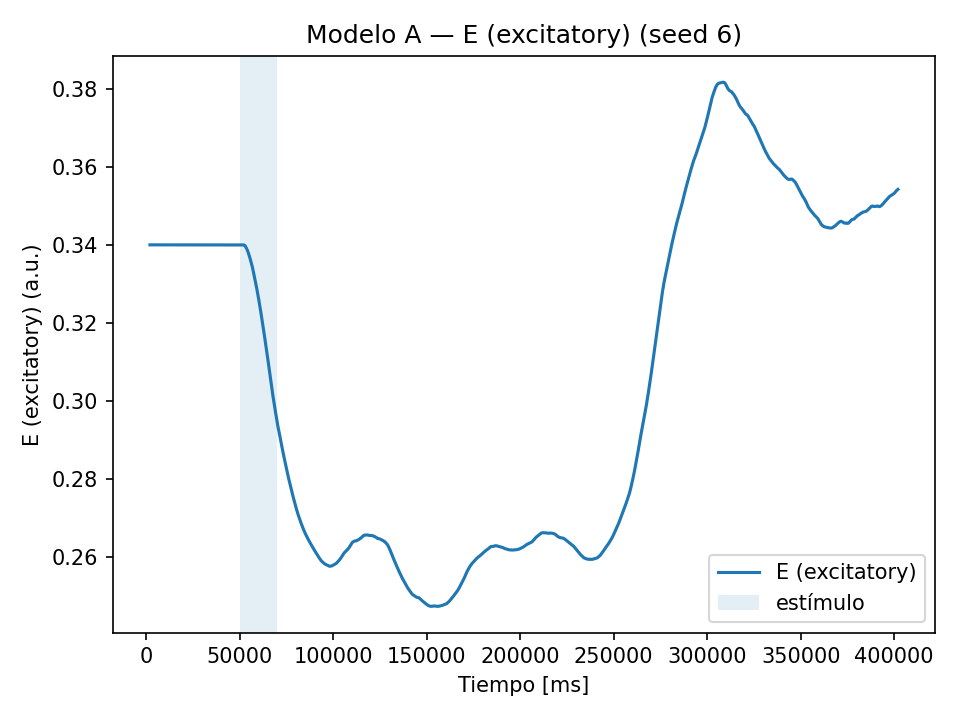 Modelo A — E (excitatory) (seed 6)
E (excitatory) (a.u.)
0.38
0.36
0.34
0.32
0.30
0.28
0.26
E (excitatory)
estímulo
0 50000 100000 150000 200000 250000 300000 350000 400000
Tiempo [ms]